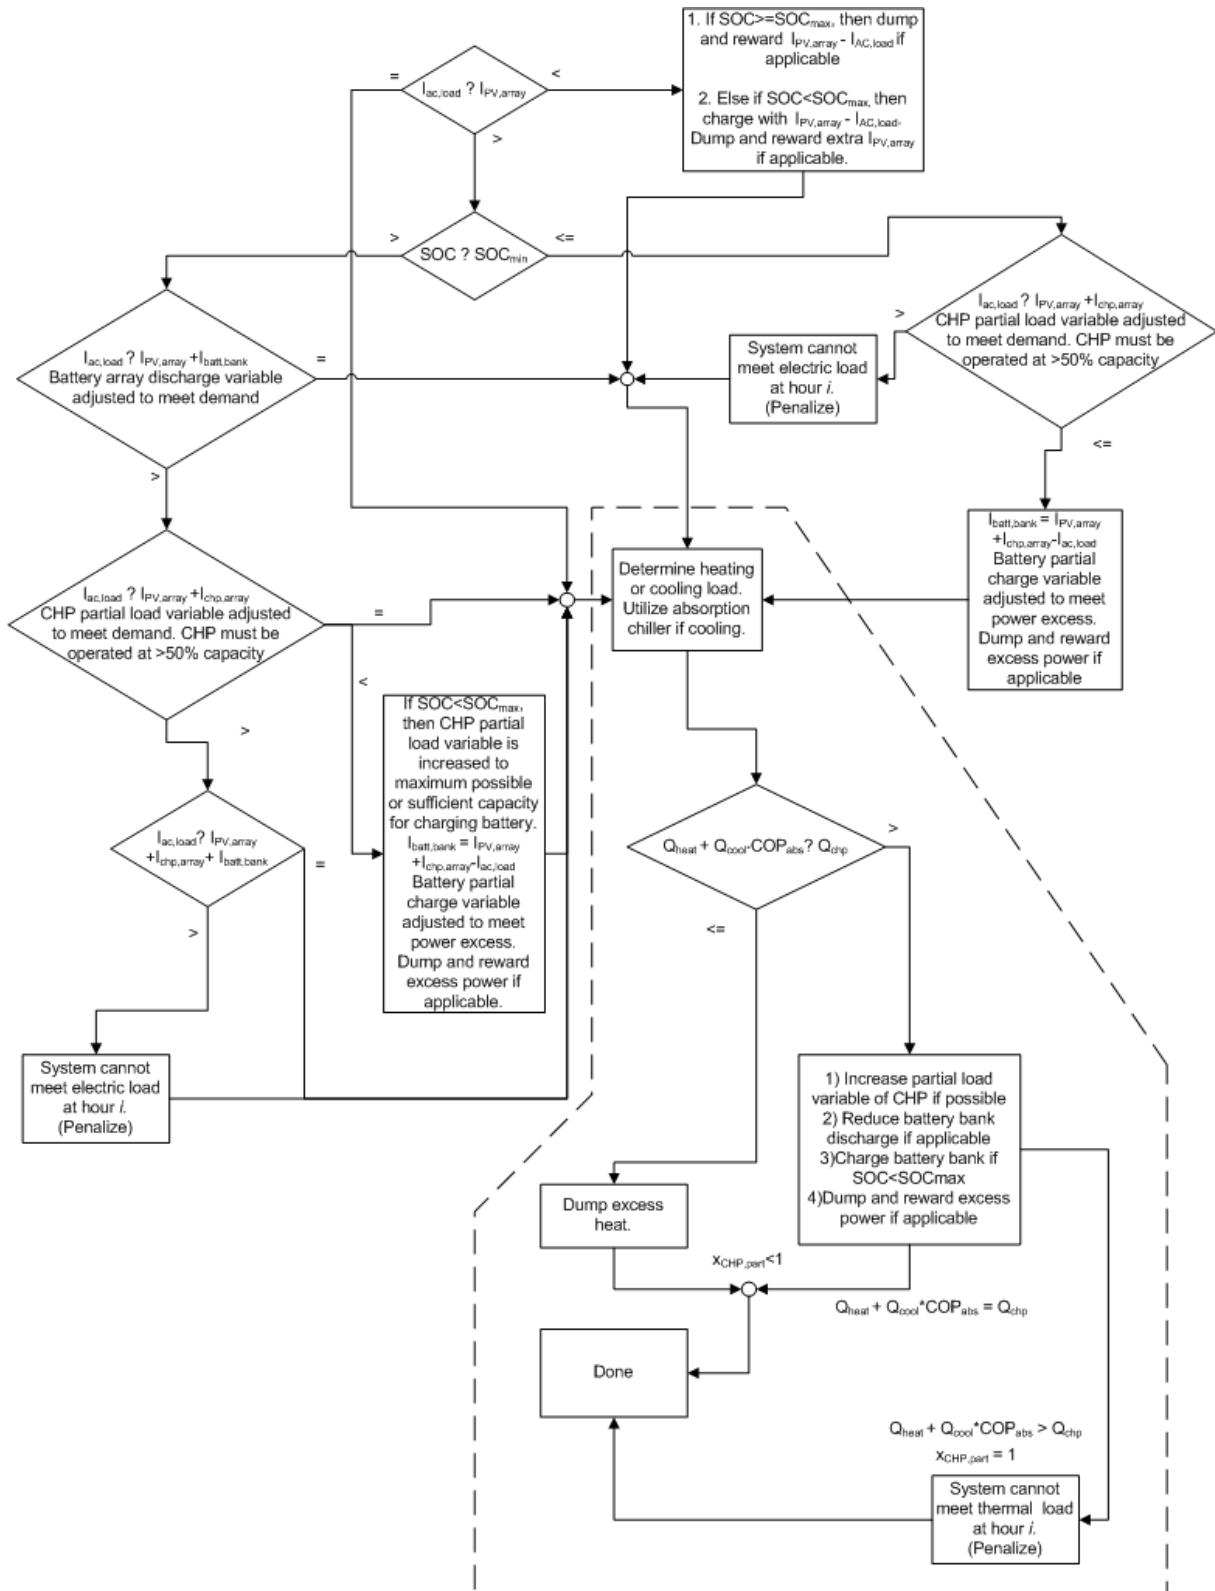 1. If SOC>=SOCmax, then dump
and reward IPV,array - IAC,load if
applicable
2. Else if SOC<SOCmax, then
charge with IPV,array - IAC,load.
Dump and reward extra IPV,array
if applicable.
=
Iac,load ? IPV,array
<
>
>
SOC ? SOCmin
<=
Iac,load ? IPV,array +Ichp,array
CHP partial load variable adjusted
to meet demand. CHP must be
operated at >50% capacity
>
<=
System cannot
meet electric load
at hour i.
(Penalize)
Iac,load ? IPV,array +Ibatt,bank
Battery array discharge variable
adjusted to meet demand
=
>
Ibatt,bank = IPV,array
+Ichp,array-Iac,load
Battery partial
charge variable
adjusted to meet
power excess.
Dump and reward
excess power if
applicable
Determine heating
or cooling load.
Utilize absorption
chiller if cooling.
Iac,load ? IPV,array +Ichp,array
CHP partial load variable adjusted
to meet demand. CHP must be
operated at >50% capacity
=
<
>
If SOC<SOCmax,
then CHP partial
load variable is
increased to
maximum possible
or sufficient capacity
for charging battery.
Ibatt,bank = IPV,array
+Ichp,array-Iac,load
Battery partial
charge variable
adjusted to meet
power excess.
Dump and reward
excess power if
applicable.
Iac,load? IPV,array
+Ichp,array+ Ibatt,bank
=
>
System cannot
meet electric load
at hour i.
(Penalize)
Qheat + Qcool*COPabs? Qchp
>
<=
1) Increase partial load
variable of CHP if possible
2) Reduce battery bank
discharge if applicable
3)Charge battery bank if
SOC<SOCmax
4)Dump and reward excess
power if applicable
Dump excess
heat.
xCHP,part<1
Qheat + Qcool*COPabs = Qchp
Done
Qheat + Qcool*COPabs > Qchp
xCHP,part = 1
System cannot
meet thermal load
at hour i.
(Penalize)